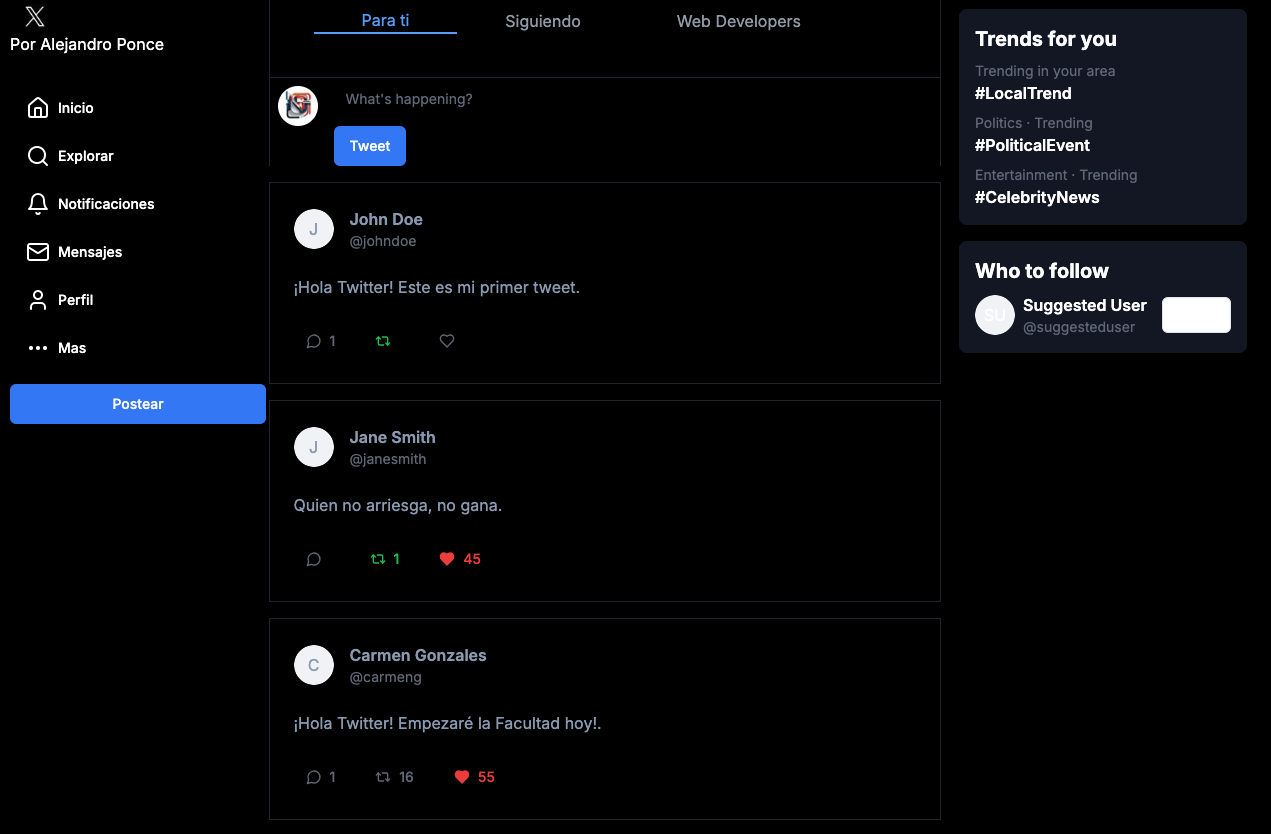 Por Alejandro Ponce
Inicio
Explorar
Notificaciones
Mensajes
Perfil
Mas
Postear
Para ti
Siguiendo
Web Developers
What's happening?
Tweet
J
John Doe
@johndoe
¡Hola Twitter! Este es mi primer tweet.
1
J
Jane Smith
@janesmith
Quien no arriesga, no gana.
1
45
C
Carmen Gonzales
@carmeng
¡Hola Twitter! Empezaré la Facultad hoy!.
1
16
55
Trends for you
Trending in your area
#LocalTrend
Politics · Trending
#PoliticalEvent
Entertainment · Trending
#CelebrityNews
Who to follow
SU
Suggested User
@suggesteduser